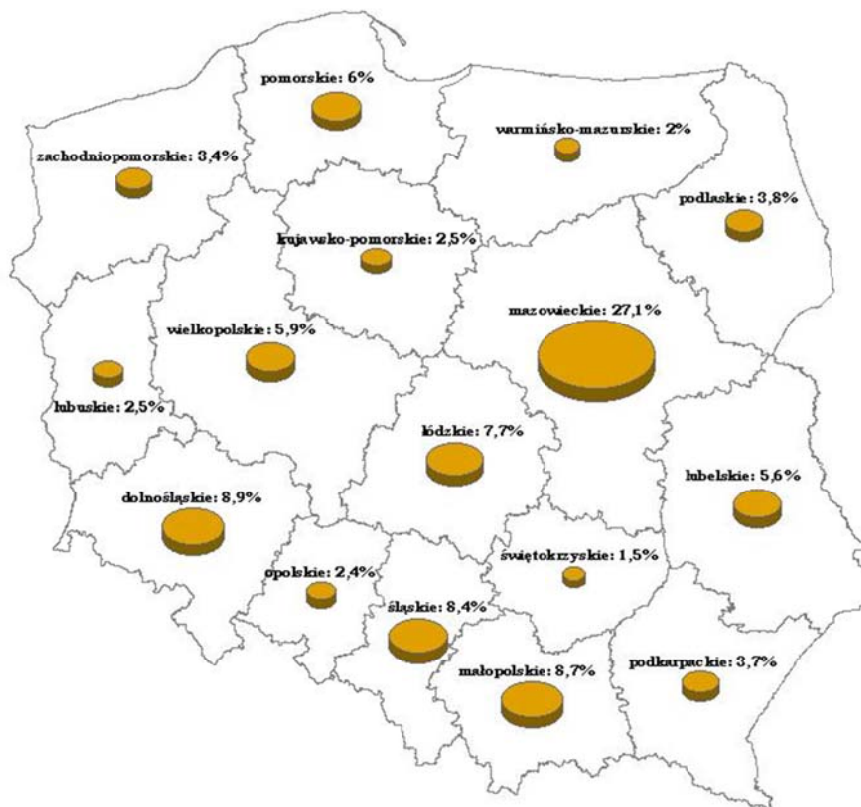 pomorskie: 6%
warmińsko-mazurskie: 2%
zachodniopomorskie: 3,4%
podlaskie: 3,8%
kujawsko-pomorskie: 2,5%
mazowieckie: 27,1%
wielkopolskie: 5,9%
lubuskie: 2,5%
łódzkie: 7,7%
lubelskie: 5,6%
dolnośląskie: 8,9%
świętokrzyskie: 1,5%
opolskie: 2,4%
śląskie: 8,4%
podkarpackie: 3,7%
małopolskie: 8,7%